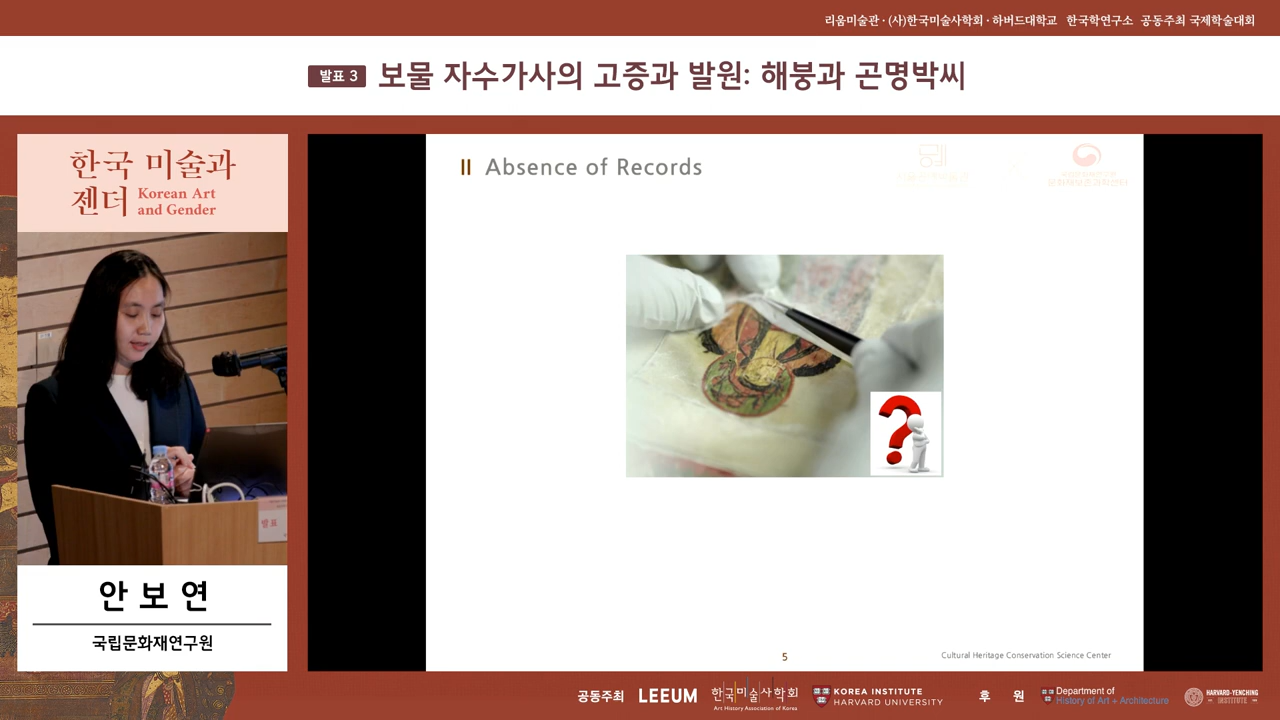 리움미술관 · (사)한국미술사학회 · 하버드대학교 한국학연구소 공동주최 국제학술대회
발표 3 보물 자수가사의 고증과 발원: 해붕과 곤명박씨
한국 미술과
젠더 Korean Art
and Gender
발표
안 보 연
국립문화재연구원
II Absence of Records
?
5
Cultural Heritage Conservation Science Center
공동주최 LEEUM 한국미술사학회 KOREA INSTITUTE
Art History Association of Korea HARVARD UNIVERSITY
후 원 Department of
History of Art + Architecture
HARVARD-YENCHING
INSTITUTE